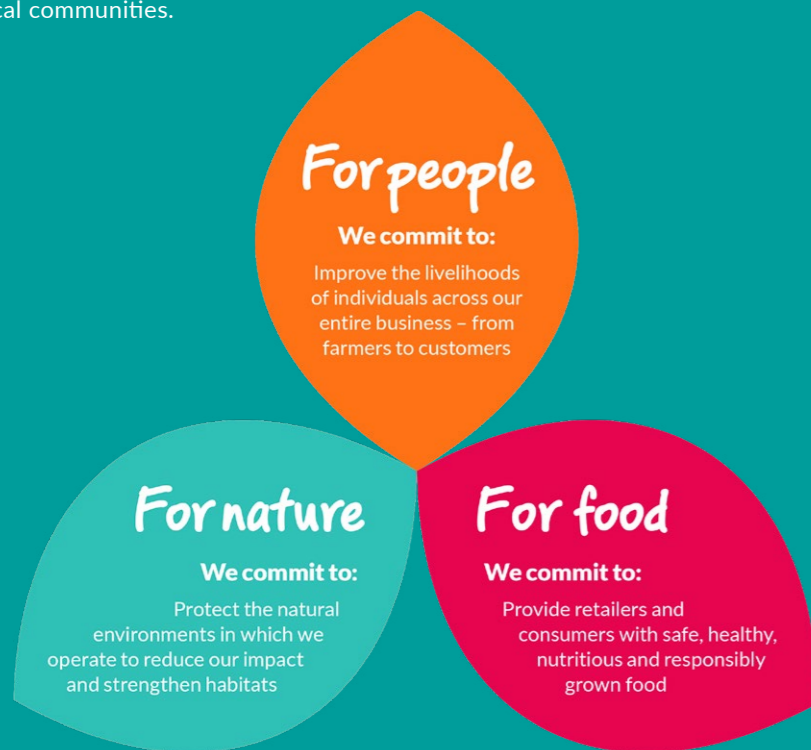 cal communities.
For people
We commit to:
Improve the livelihoods
of individuals across our
entire business – from
farmers to customers
For nature
We commit to:
Protect the natural
environments in which we
operate to reduce our impact
and strengthen habitats
For food
We commit to:
Provide retailers and
consumers with safe, healthy,
nutritious and responsibly
grown food